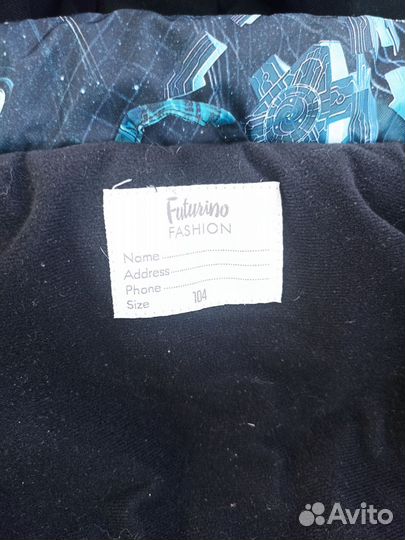 Futurino
FASHION
Name
Address
Phone
Size 104
Avito